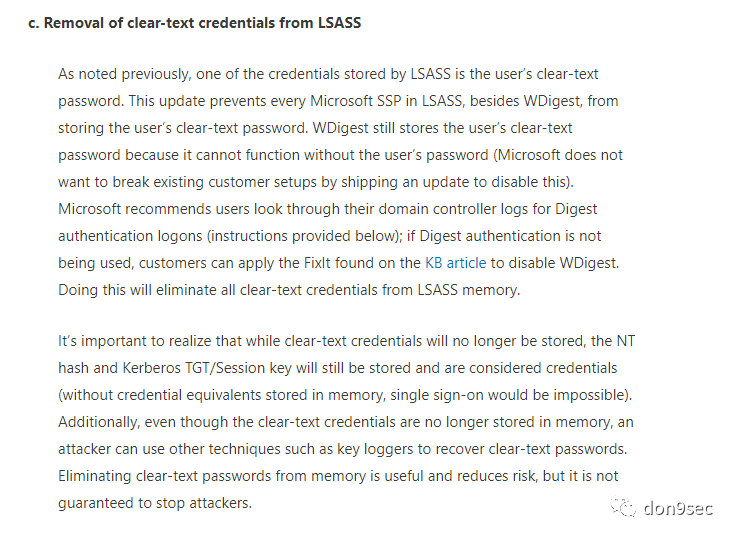 c. Removal of clear-text credentials from LSASS
As noted previously, one of the credentials stored by LSASS is the user's clear-text
password. This update prevents every Microsoft SSP in LSASS, besides WDigest, from
storing the user's clear-text password. WDigest still stores the user's clear-text
password because it cannot function without the user's password (Microsoft does not
want to break existing customer setups by shipping an update to disable this).
Microsoft recommends users look through their domain controller logs for Digest
authentication logons (instructions provided below); if Digest authentication is not
being used, customers can apply the FixIt found on the KB article to disable WDigest.
Doing this will eliminate all clear-text credentials from LSASS memory.
It's important to realize that while clear-text credentials will no longer be stored, the NT
hash and Kerberos TGT/Session key will still be stored and are considered credentials
(without credential equivalents stored in memory, single sign-on would be impossible).
Additionally, even though the clear-text credentials are no longer stored in memory, an
attacker can use other techniques such as key loggers to recover clear-text passwords.
Eliminating clear-text passwords from memory is useful and reduces risk, but it is not
guaranteed to stop attackers.
don9sec